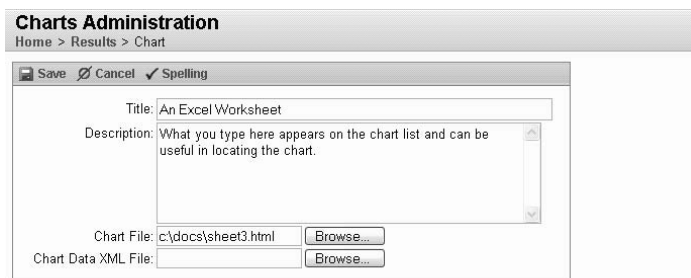 Charts Administration
Home > Results > Chart
Save Cancel Spelling
Title: An Excel Worksheet
Description: What you type here appears on the chart list and can be
useful in locating the chart.
Chart File: c:\docs\sheet3.html Browse...
Chart Data XML File: Browse...